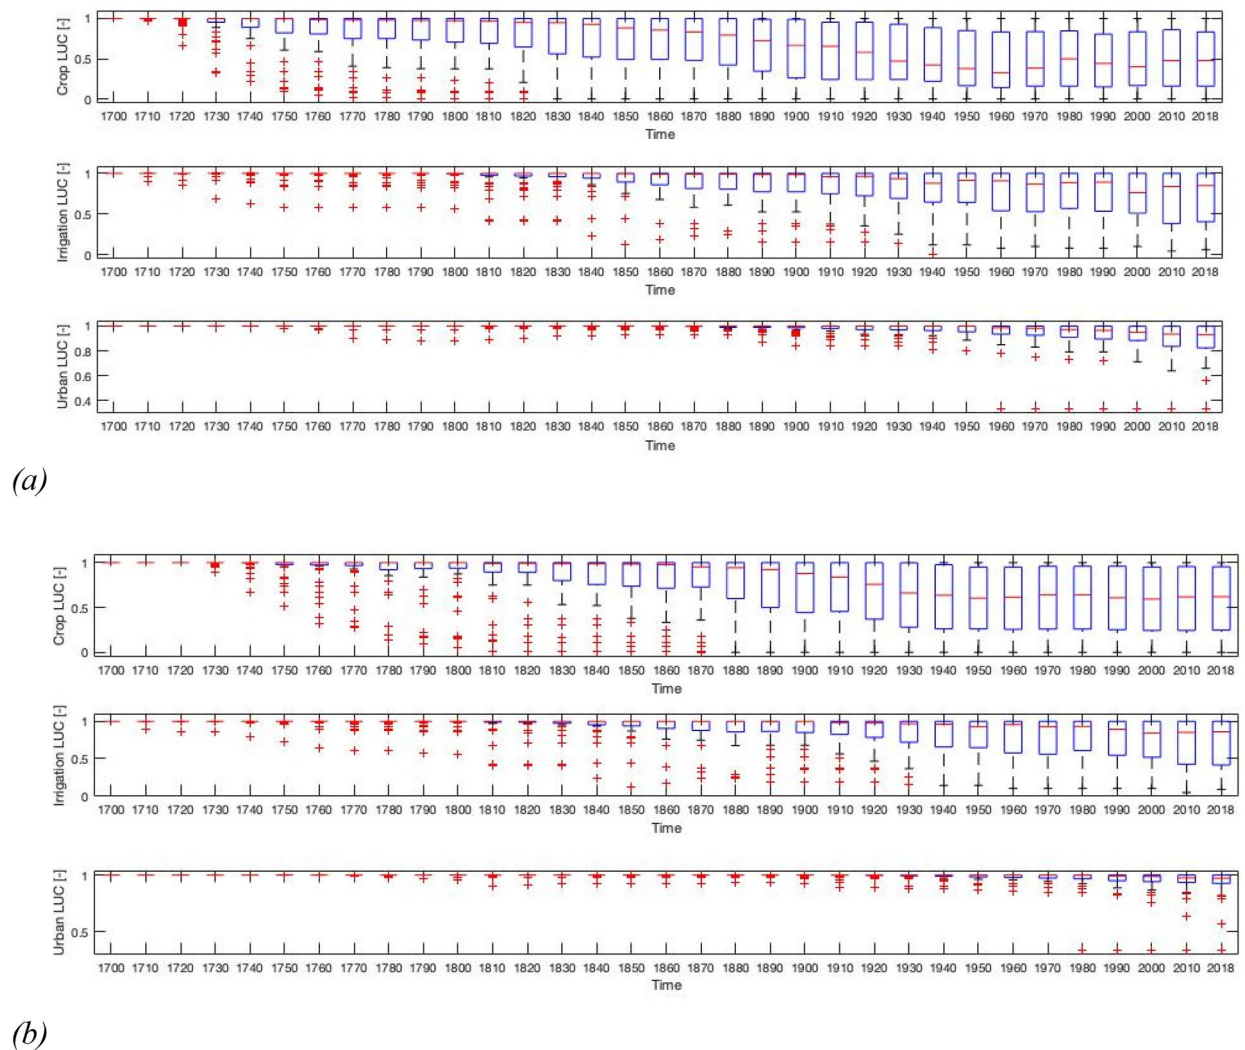 Crop LUC [-]
1
0.5
0
1700 1710 1720 1730 1740 1750 1760 1770 1780 1790 1800 1810 1820 1830 1840 1850 1860 1870 1880 1890 1900 1910 1920 1930 1940 1950 1960 1970 1980 1990 2000 2010 2018
Time
Irrigation LUC [-]
1
0.5
0
1700 1710 1720 1730 1740 1750 1760 1770 1780 1790 1800 1810 1820 1830 1840 1850 1860 1870 1880 1890 1900 1910 1920 1930 1940 1950 1960 1970 1980 1990 2000 2010 2018
Time
Urban LUC [-]
1
0.8
0.6
0.4
1700 1710 1720 1730 1740 1750 1760 1770 1780 1790 1800 1810 1820 1830 1840 1850 1860 1870 1880 1890 1900 1910 1920 1930 1940 1950 1960 1970 1980 1990 2000 2010 2018
Time
(a)
Crop LUC [-]
1
0.5
0
1700 1710 1720 1730 1740 1750 1760 1770 1780 1790 1800 1810 1820 1830 1840 1850 1860 1870 1880 1890 1900 1910 1920 1930 1940 1950 1960 1970 1980 1990 2000 2010 2018
Time
Irrigation LUC [-]
1
0.5
0
1700 1710 1720 1730 1740 1750 1760 1770 1780 1790 1800 1810 1820 1830 1840 1850 1860 1870 1880 1890 1900 1910 1920 1930 1940 1950 1960 1970 1980 1990 2000 2010 2018
Time
Urban LUC [-]
1
0.5
1700 1710 1720 1730 1740 1750 1760 1770 1780 1790 1800 1810 1820 1830 1840 1850 1860 1870 1880 1890 1900 1910 1920 1930 1940 1950 1960 1970 1980 1990 2000 2010 2018
Time
(b)